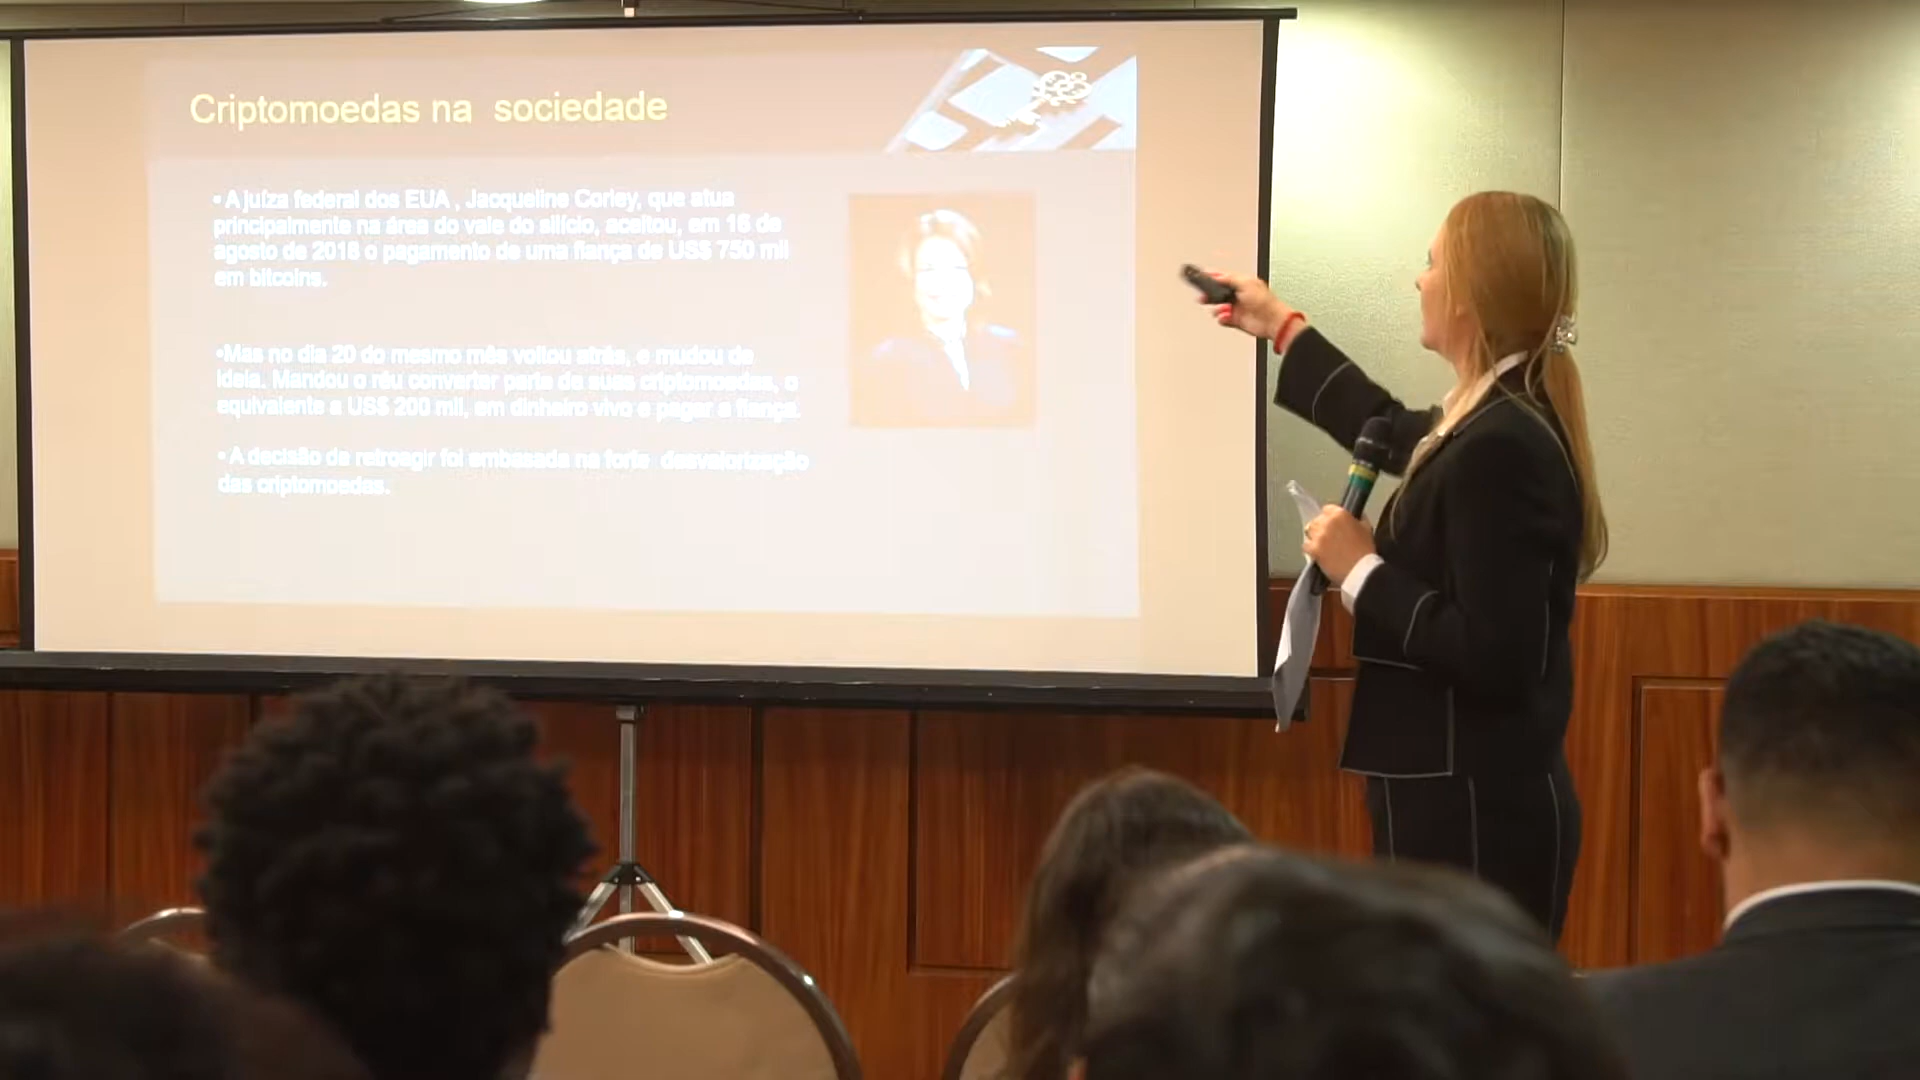 Criptomoedas na sociedade
• A juíza federal dos EUA , Jacqueline Corley, que atua
principalmente na área do vale do silício, aceitou, em 16 de
agosto de 2018 o pagamento de uma fiança de US$ 750 mil
em bitcoins.
•Mas no dia 20 do mesmo mês voltou atrás, e mudou de
ideia. Mandou o réu converter parte de suas criptomoedas, o
equivalente a US$ 200 mil, em dinheiro vivo e pagar a fiança.
• A decisão de retroagir foi embasada na forte desvalorização
das criptomoedas.